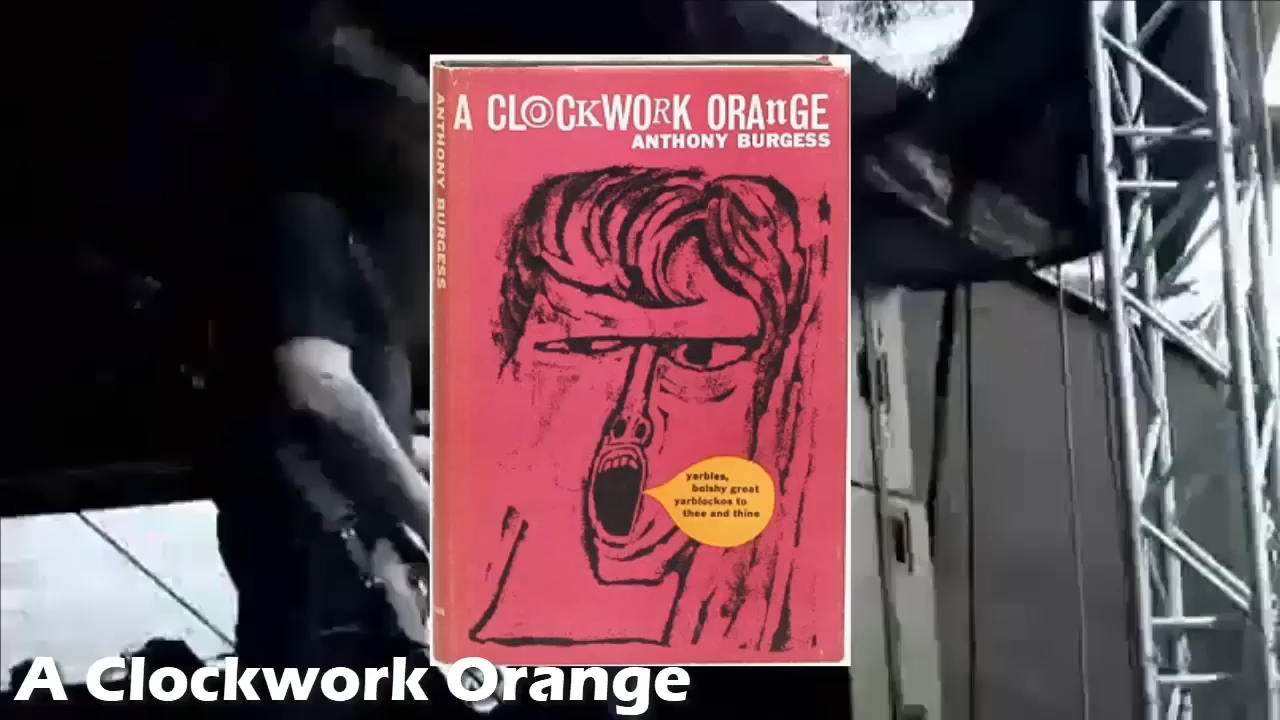 A CLOCKWORK ORANGE
ANTHONY BURGESS
ANTHONY BURGESS
yarbles,
bolshy great
yarblockos to
thee and thine
A Clockwork Orange